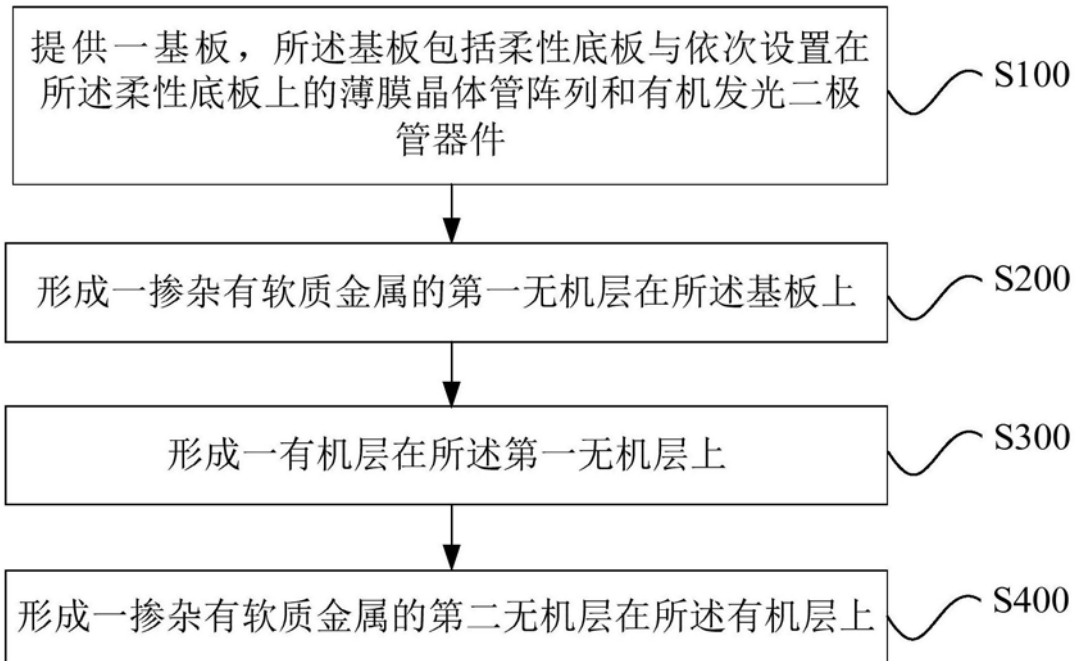 提供一基板，所述基板包括柔性底板与依次设置在
所述柔性底板上的薄膜晶体管阵列和有机发光二极
管器件
S100
形成一掺杂有软质金属的第一无机层在所述基板上
S200
形成一有机层在所述第一无机层上
S300
形成一掺杂有软质金属的第二无机层在所述有机层上
S400